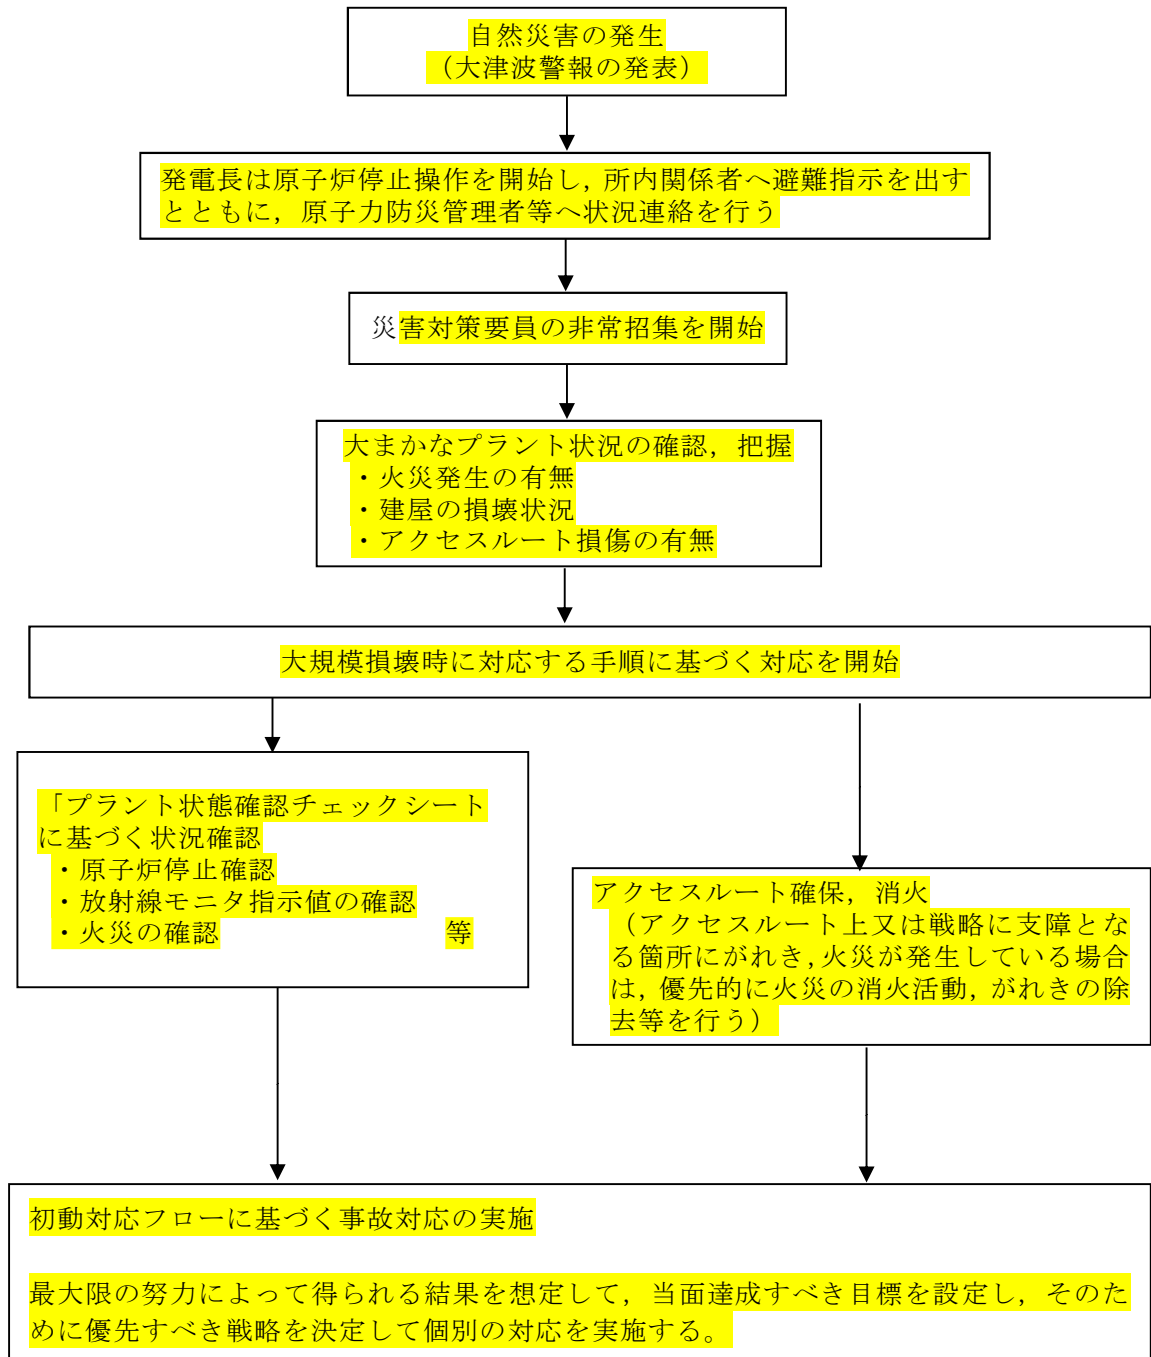 自然災害の発生
（大津波警報の発表）
発電長は原子炉停止操作を開始し，所内関係者へ避難指示を出す
とともに，原子力防災管理者等へ状況連絡を行う
災害対策要員の非常招集を開始
大まかなプラント状況の確認，把握
・火災発生の有無
・建屋の損壊状況
・アクセスルート損傷の有無
大規模損壊時に対応する手順に基づく対応を開始
「プラント状態確認チェックシート
に基づく状況確認
・原子炉停止確認
・放射線モニタ指示値の確認
・火災の確認 等
アクセスルート確保，消火
（アクセスルート上又は戦略に支障とな
る箇所にがれき，火災が発生している場合
は，優先的に火災の消火活動，がれきの除
去等を行う）
初動対応フローに基づく事故対応の実施
最大限の努力によって得られる結果を想定して，当面達成すべき目標を設定し，そのた
めに優先すべき戦略を決定して個別の対応を実施する。